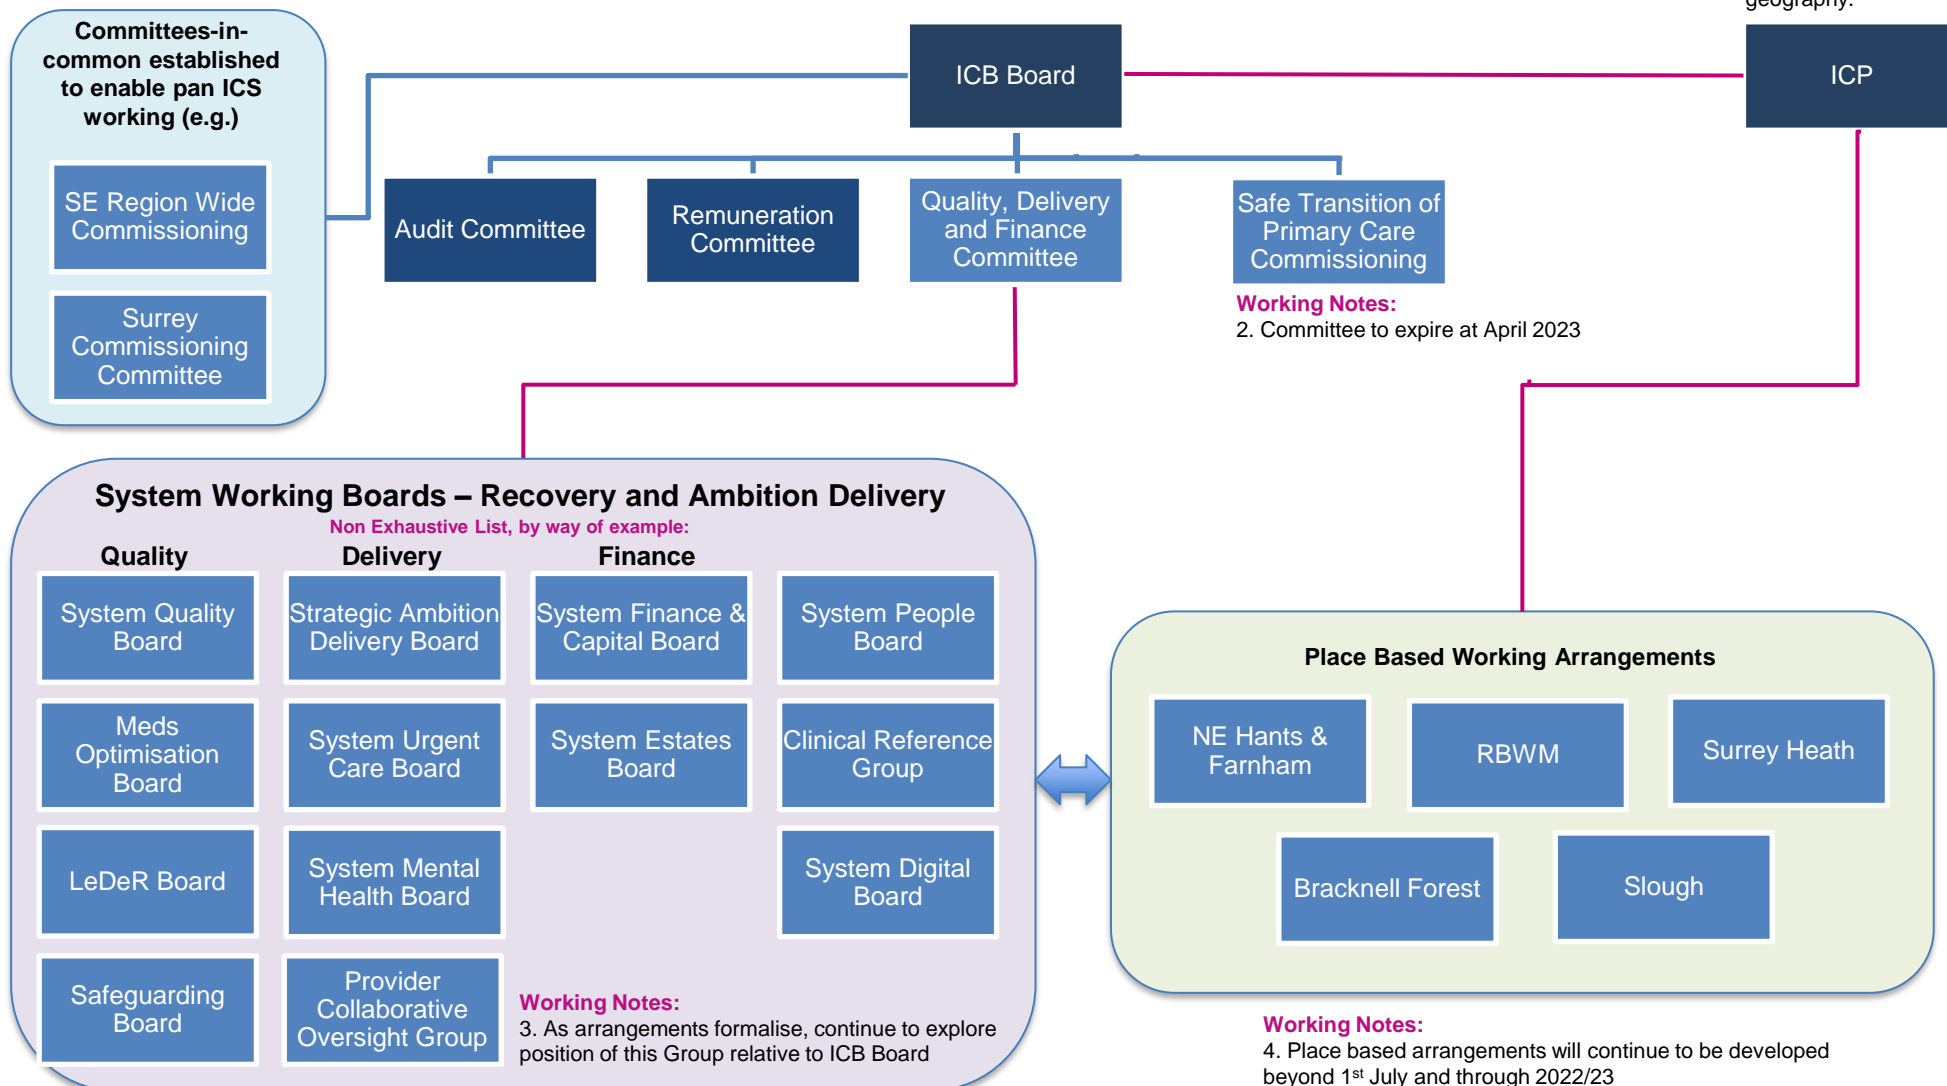 geography.
Committees-in-
common established
to enable pan ICS
working (e.g.)
SE Region Wide
Commissioning
Surrey
Commissioning
Committee
ICB Board
ICP
Audit Committee
Remuneration
Committee
Quality, Delivery
and Finance
Committee
Safe Transition of
Primary Care
Commissioning
Working Notes:
2. Committee to expire at April 2023
System Working Boards – Recovery and Ambition Delivery
Non Exhaustive List, by way of example:
Quality
Delivery
Finance
System Quality
Board
Strategic Ambition
Delivery Board
System Finance &
Capital Board
System People
Board
Meds
Optimisation
Board
System Urgent
Care Board
System Estates
Board
Clinical Reference
Group
LeDeR Board
System Mental
Health Board
System Digital
Board
Safeguarding
Board
Provider
Collaborative
Oversight Group
Working Notes:
3. As arrangements formalise, continue to explore
position of this Group relative to ICB Board
Place Based Working Arrangements
NE Hants &
Farnham
RBWM
Surrey Heath
Bracknell Forest
Slough
Working Notes:
4. Place based arrangements will continue to be developed
beyond 1st July and through 2022/23